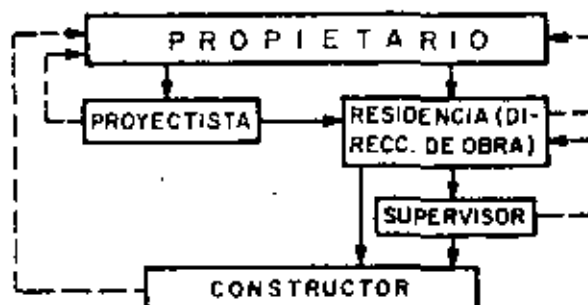 PROPIETARIO
PROYECTISTA
RESIDENCIA (DI-
RECC. DE OBRA)
SUPERVISOR
CONSTRUCTOR